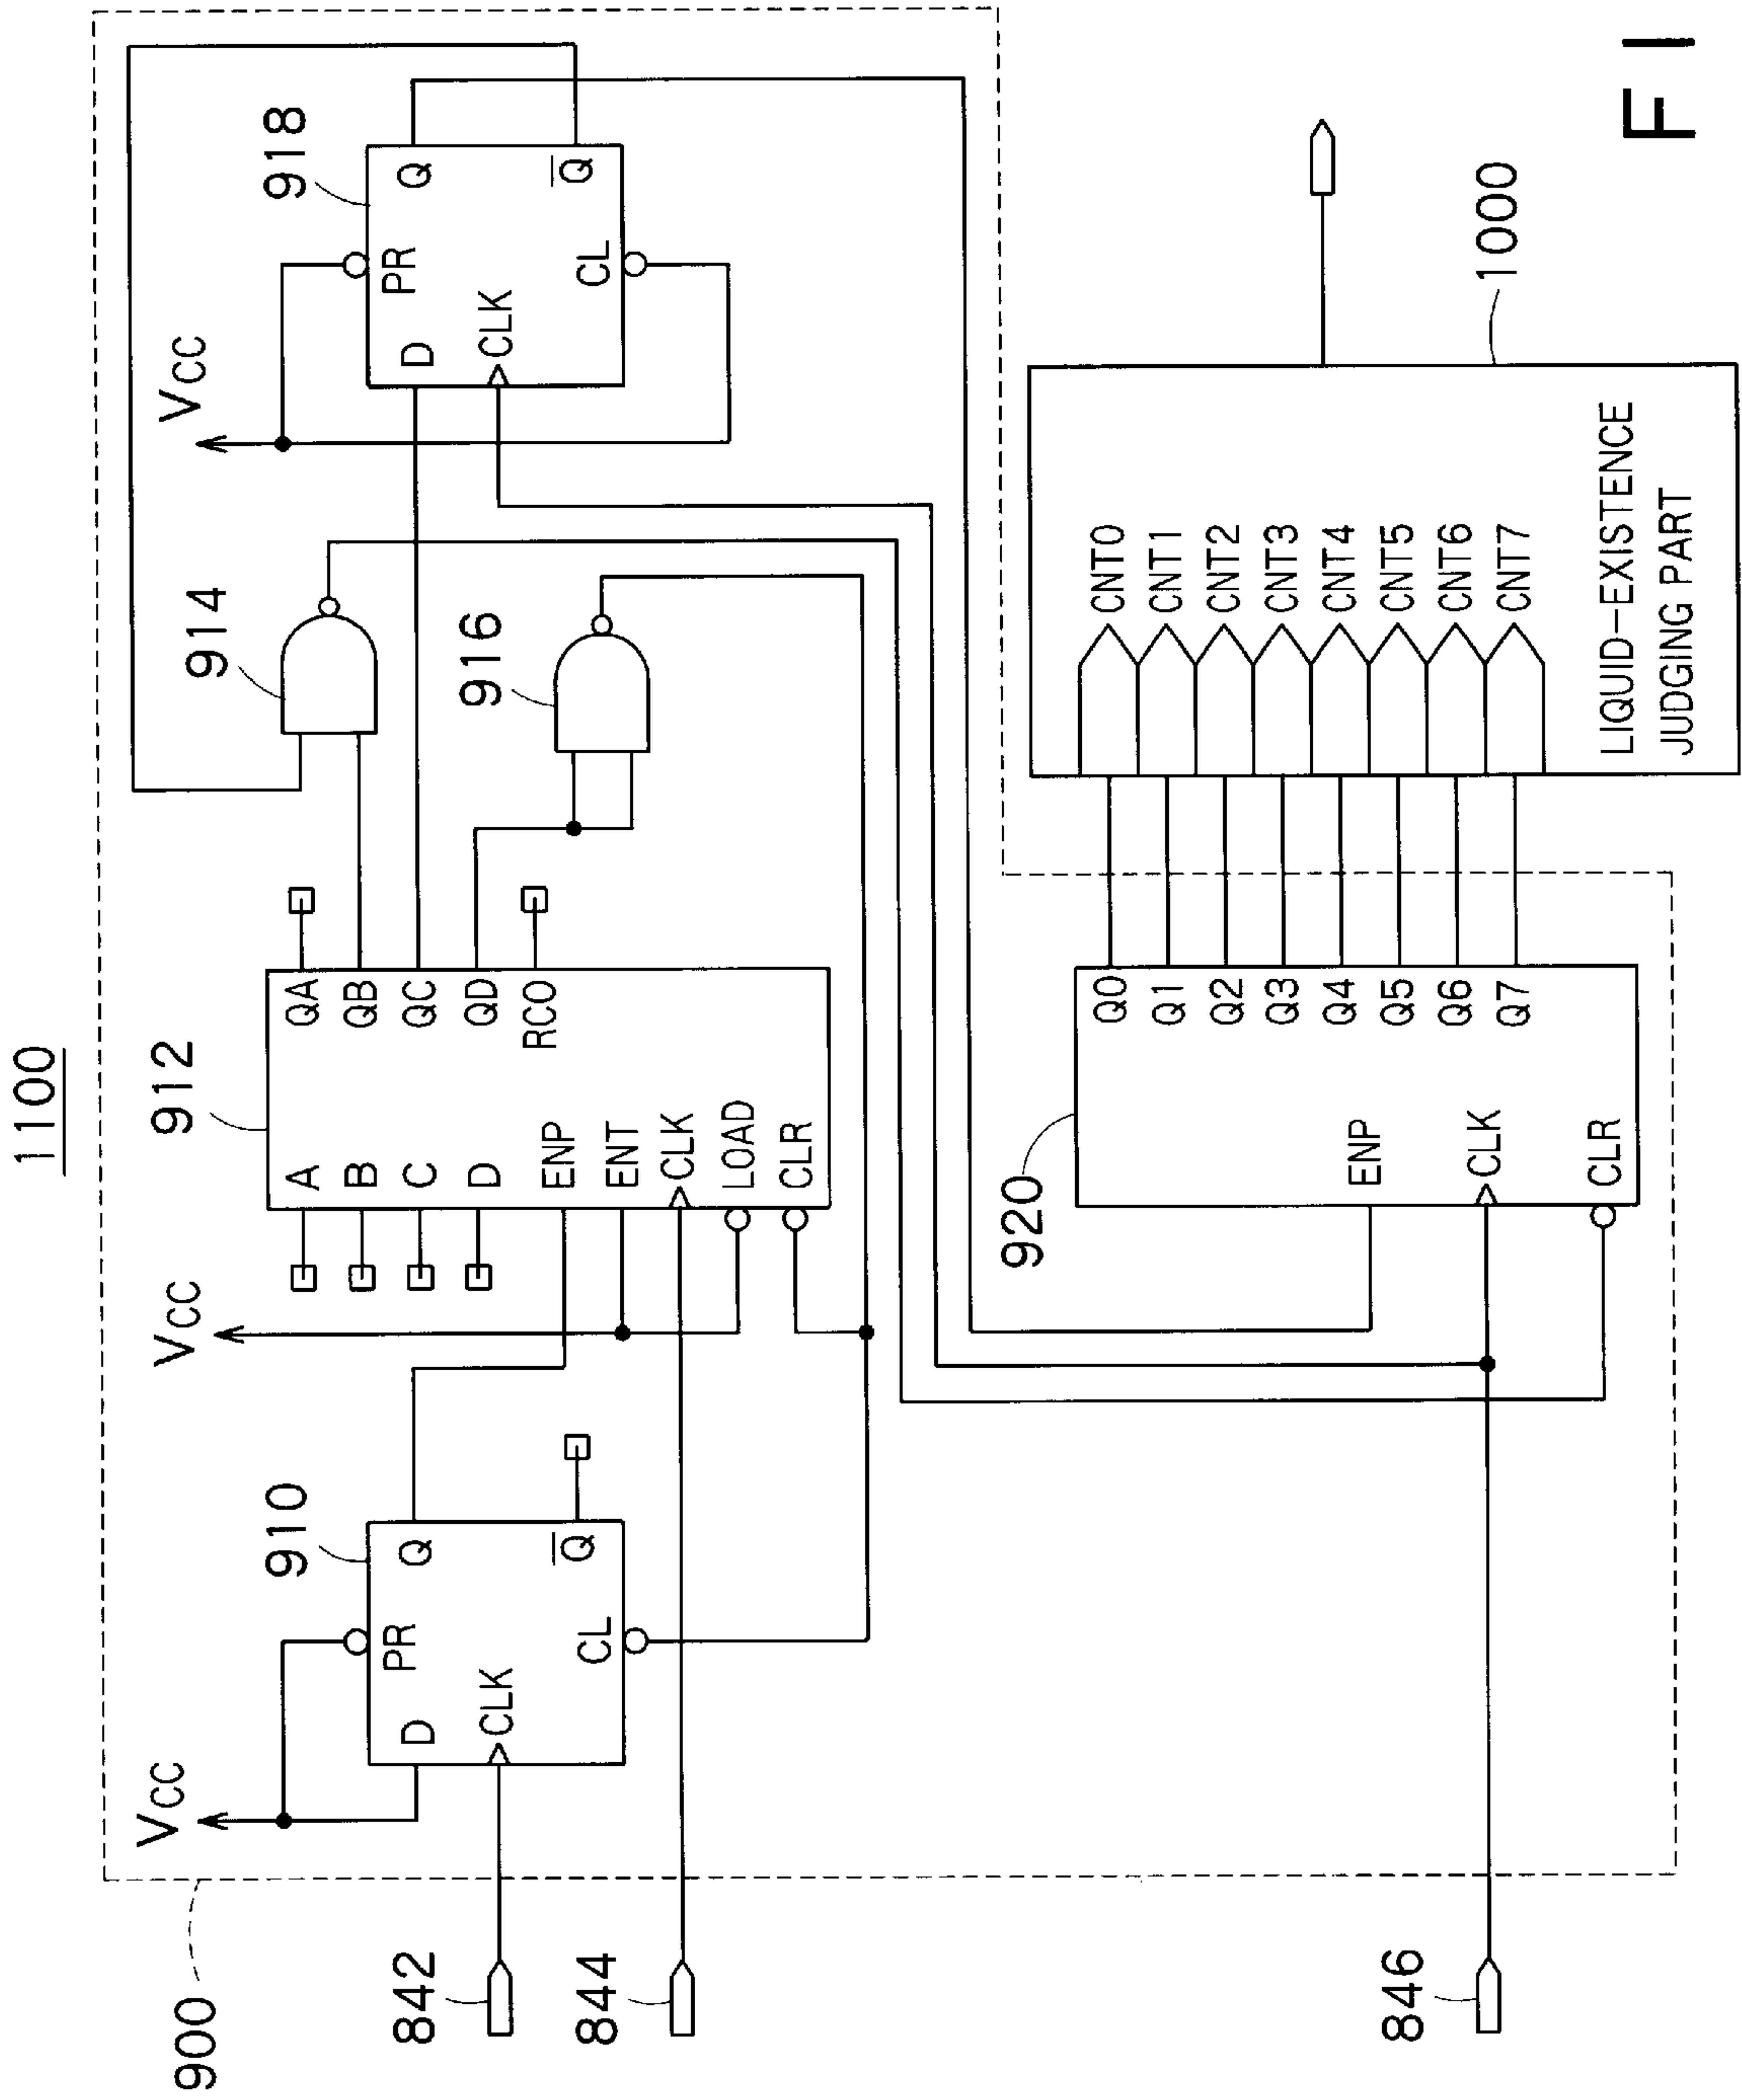 1100
900
842
844
846
VCC
910
D
PR
Q
CLK
Q
CL
VCC
912
A
B
C
D
ENP
ENT
CLK
LOAD
CLR
QA
QB
QC
QD
RCO
914
916
VCC
918
D
PR
Q
CLK
Q
CL
920
ENP
CLK
CLR
Q0
Q1
Q2
Q3
Q4
Q5
Q6
Q7
CNT0
CNT1
CNT2
CNT3
CNT4
CNT5
CNT6
CNT7
LIQUID-EXISTENCE
JUDGING PART
1000
F I